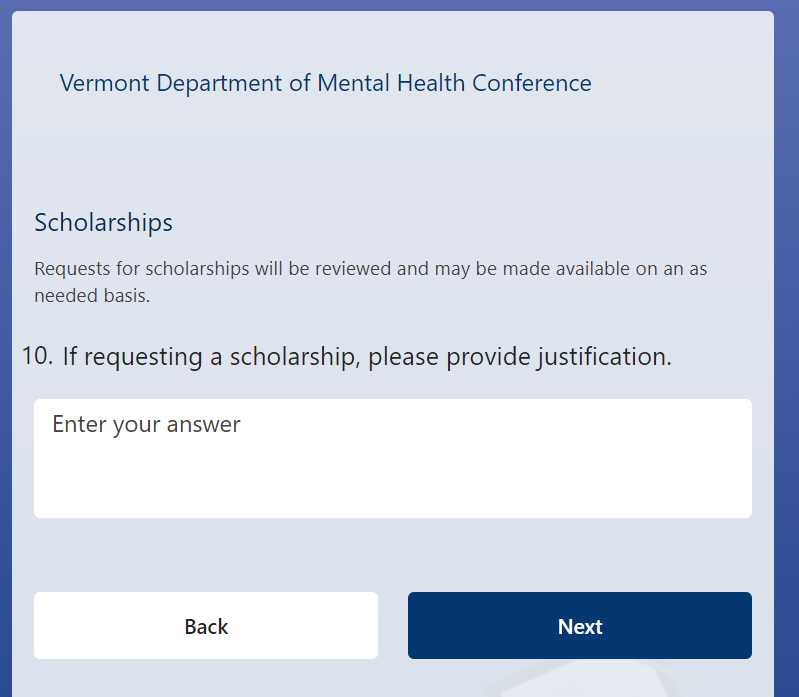 Vermont Department of Mental Health Conference
Scholarships
Requests for scholarships will be reviewed and may be made available on an as
needed basis.
10. If requesting a scholarship, please provide justification.
Enter your answer
Back
Next